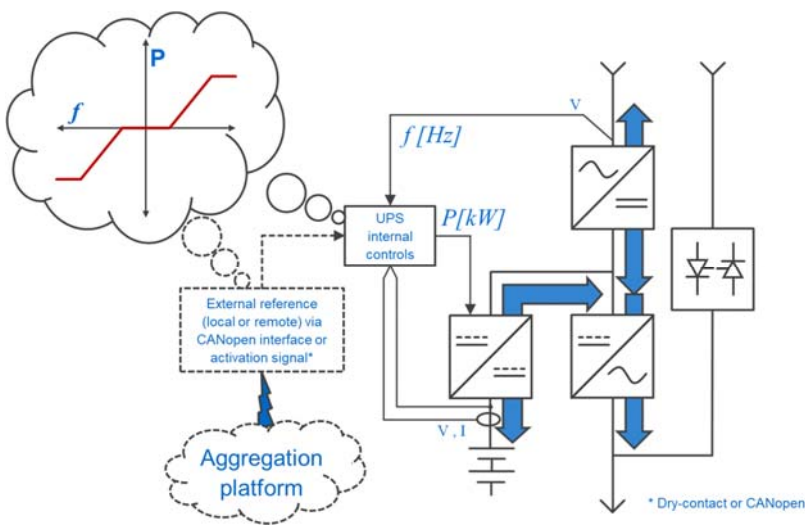 P
f
V
f [Hz]
UPS
internal
controls
P[kW]
External reference
(local or remote) via
CANopen interface or
activation signal*
V , I
Aggregation
platform
* Dry-contact or CANopen